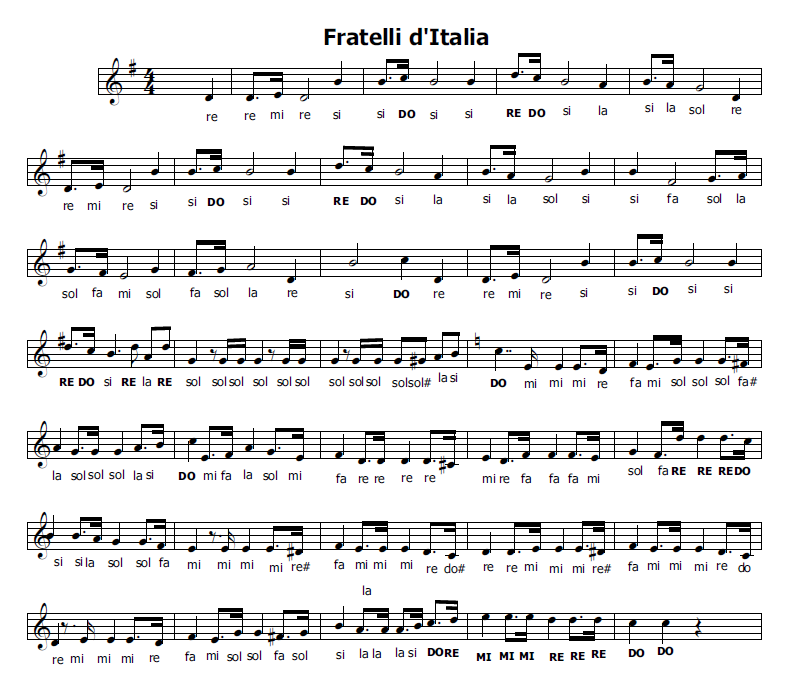 Fratelli d'Italia
4 4
re re mi re si si DO si si RE DO si la si la sol re
re mi re si si DO si si RE DO si la si la sol si si fa sol la
sol fa mi sol fa sol la re si DO re re mi re si si DO si si
RE DO si RE la RE sol sol sol sol sol sol sol sol sol sol sol# la si DO mi mi mi re fa mi sol sol sol fa#
la sol sol sol la si DO mi fa la sol mi fa re re re re mi re fa fa fa mi sol fa RE RE RE DO
si si la sol sol fa mi mi mi mi re# fa mi mi mi re do# re re mi mi mi re# fa mi mi mi re do
la
re mi mi mi re fa mi sol sol fa sol si la la la si DO RE MI MI MI RE RE RE DO DO